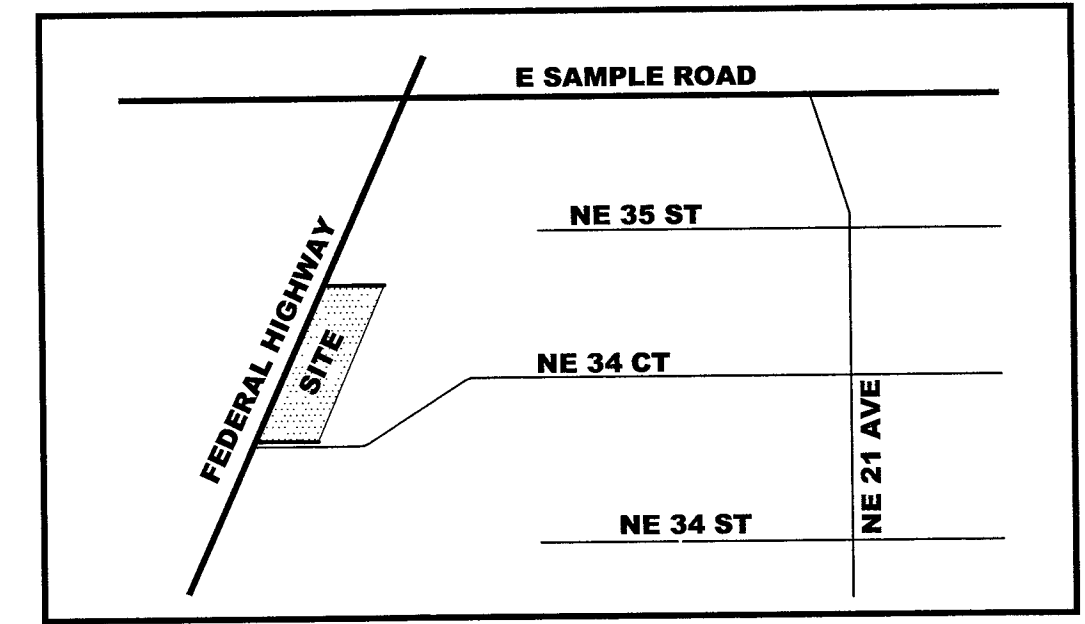 E SAMPLE ROAD
NE 35 ST
FEDERAL HIGHWAY
SITE
NE 34 CT
NE 21 AVE
NE 34 ST